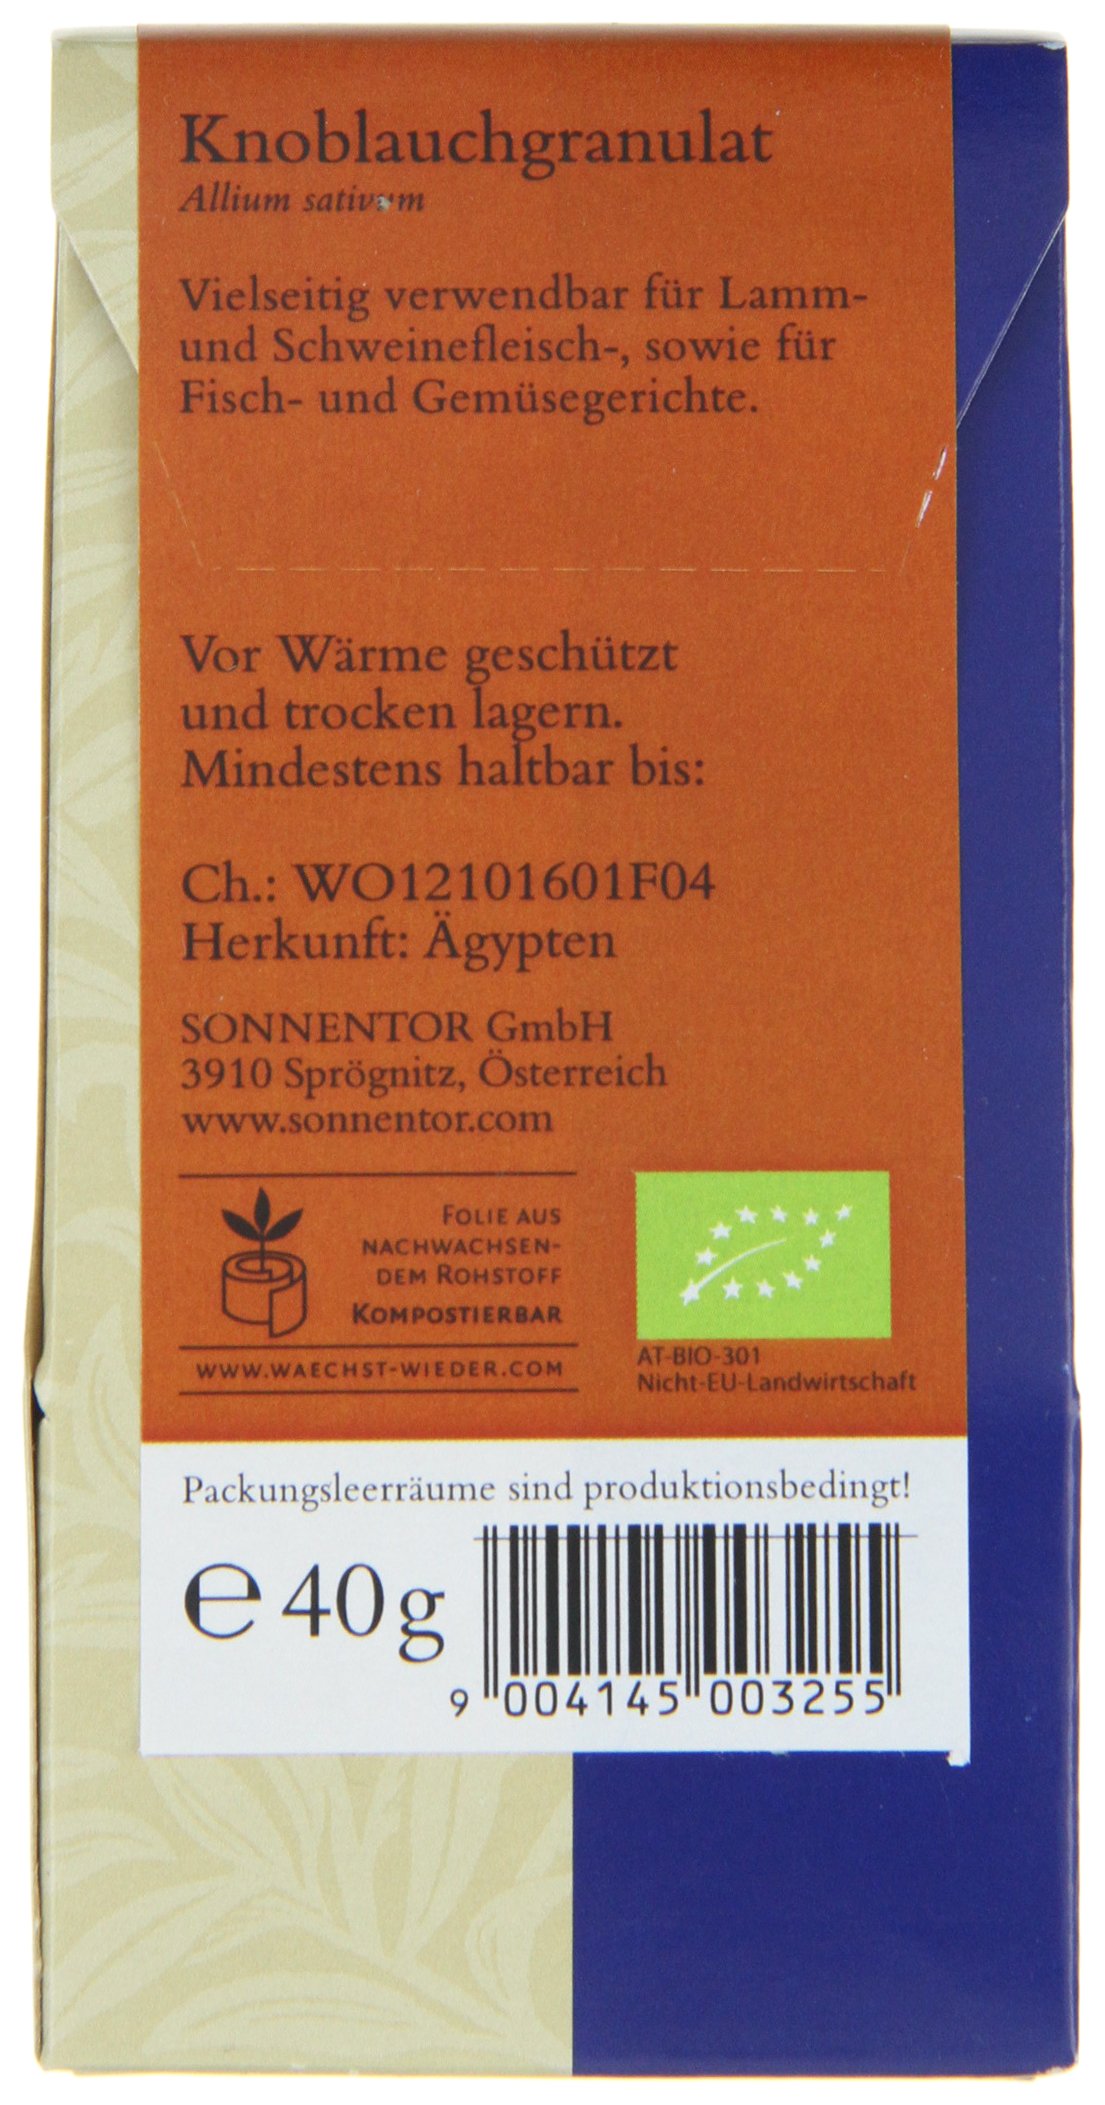 Knoblauchgranulat
Allium sativum
Vielseitig verwendbar für Lamm-
und Schweinefleisch-, sowie für
Fisch- und Gemüsegerichte.
Vor Wärme geschützt
und trocken lagern.
Mindestens haltbar bis:
Ch.: WO12101601F04
Herkunft: Ägypten
SONNENTOR GmbH
3910 Sprögnitz, Österreich
www.sonnentor.com
FOLIE AUS
NACHWACHSEN-
DEM ROHSTOFF
KOMPOSTIERBAR
WWW.WAECHST-WIEDER.COM
AT-BIO-301
Nicht-EU-Landwirtschaft
Packungsleerräume sind produktionsbedingt!
℮ 40g
9 004145 003255